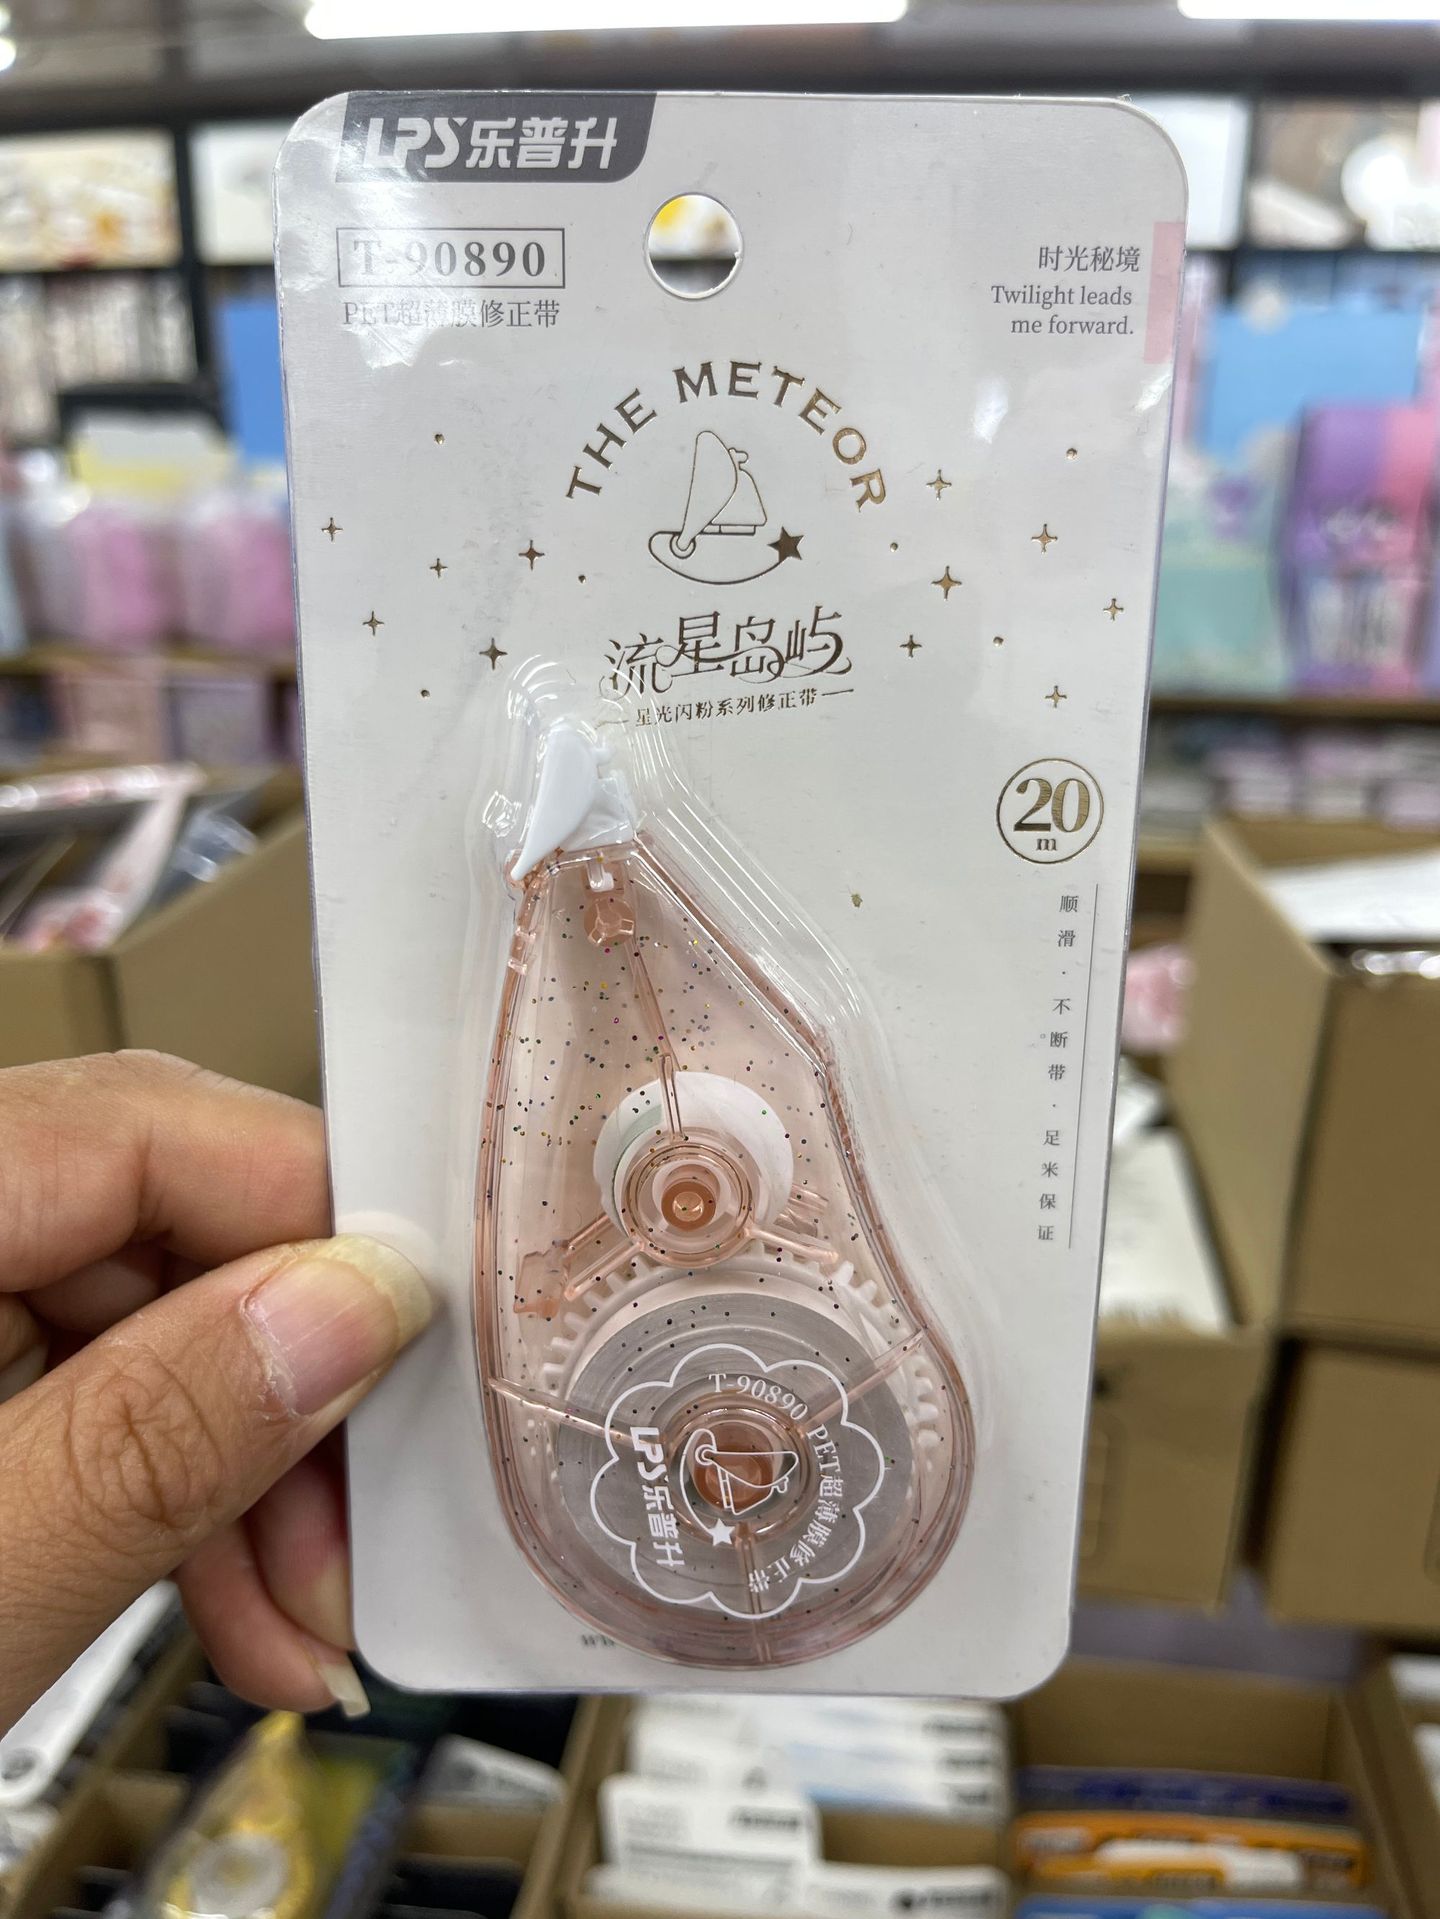 LPS乐普升
T-90890
PET超薄膜修正带
时光秘境
Twilight leads
me forward.
THE METEOR
流星岛屿
星光闪粉系列修正带
20
m
顺滑·不断带·足米保证
T-90890 PET超薄膜修正带
LPS乐普升